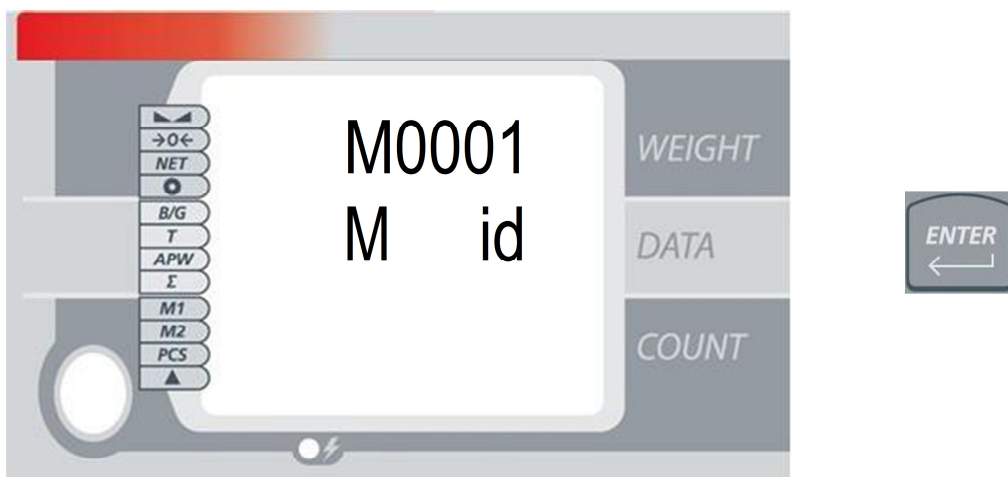 M0001
M id
→0←
NET
B/G
T
APW
Σ
M1
M2
PCS
WEIGHT
DATA
COUNT
ENTER